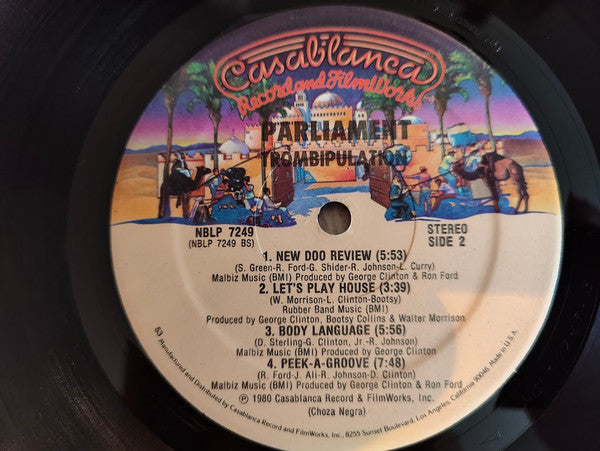 Casablanca
Record and FilmWorks
PARLIAMENT
TROMBIPULATION
NBLP 7249
(NBLP 7249 BS)
STEREO
SIDE 2
1. NEW DOO REVIEW (5:53)
(S. Green-R. Ford-G. Shider-R. Johnson-L. Curry)
Malbiz Music (BMI) Produced by George Clinton & Ron Ford
2. LET'S PLAY HOUSE (3:39)
(W. Morrison-L. Clinton-Bootsy)
Rubber Band Music (BMI)
Produced by George Clinton, Bootsy Collins & Walter Morrison
3. BODY LANGUAGE (5:56)
(D. Sterling-G. Clinton, Jr.-R. Johnson)
Malbiz Music (BMI) Produced by George Clinton
4. PEEK-A-GROOVE (7:48)
(R. Ford-J. Ali-R. Johnson-D. Clinton)
Malbiz Music (BMI) Produced by George Clinton & Ron Ford
℗ 1980 Casablanca Record & FilmWorks, Inc.
(Choza Negra)
53 Manufactured and Distributed by Casablanca Record and FilmWorks, Inc., 8255 Sunset Boulevard, Los Angeles, California 90046. Made in U.S.A.